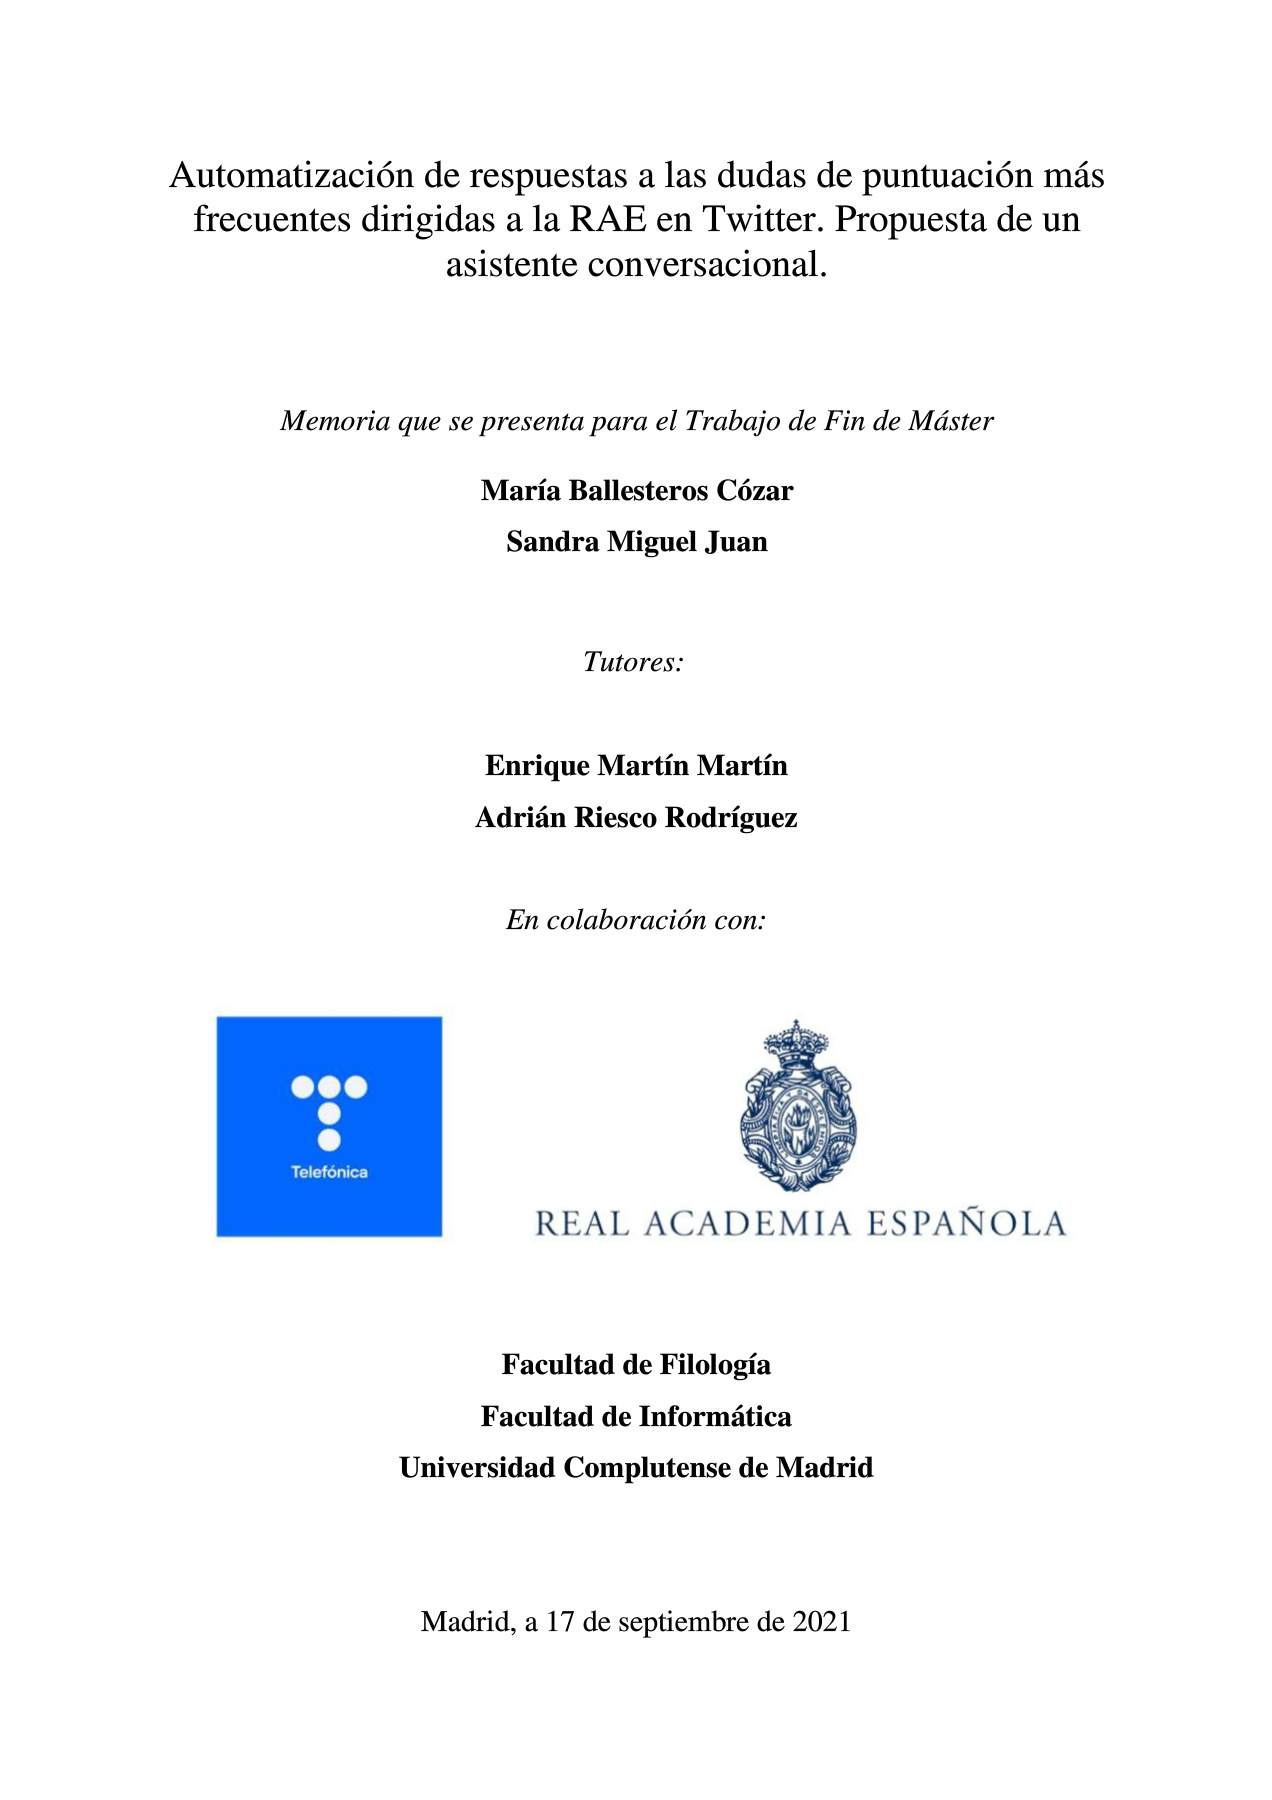 Automatización de respuestas a las dudas de puntuación más
frecuentes dirigidas a la RAE en Twitter. Propuesta de un
asistente conversacional.
Memoria que se presenta para el Trabajo de Fin de Máster
María Ballesteros Cózar
Sandra Miguel Juan
Tutores:
Enrique Martín Martín
Adrián Riesco Rodríguez
En colaboración con:
Telefónica
REAL ACADEMIA ESPAÑOLA
Facultad de Filología
Facultad de Informática
Universidad Complutense de Madrid
Madrid, a 17 de septiembre de 2021